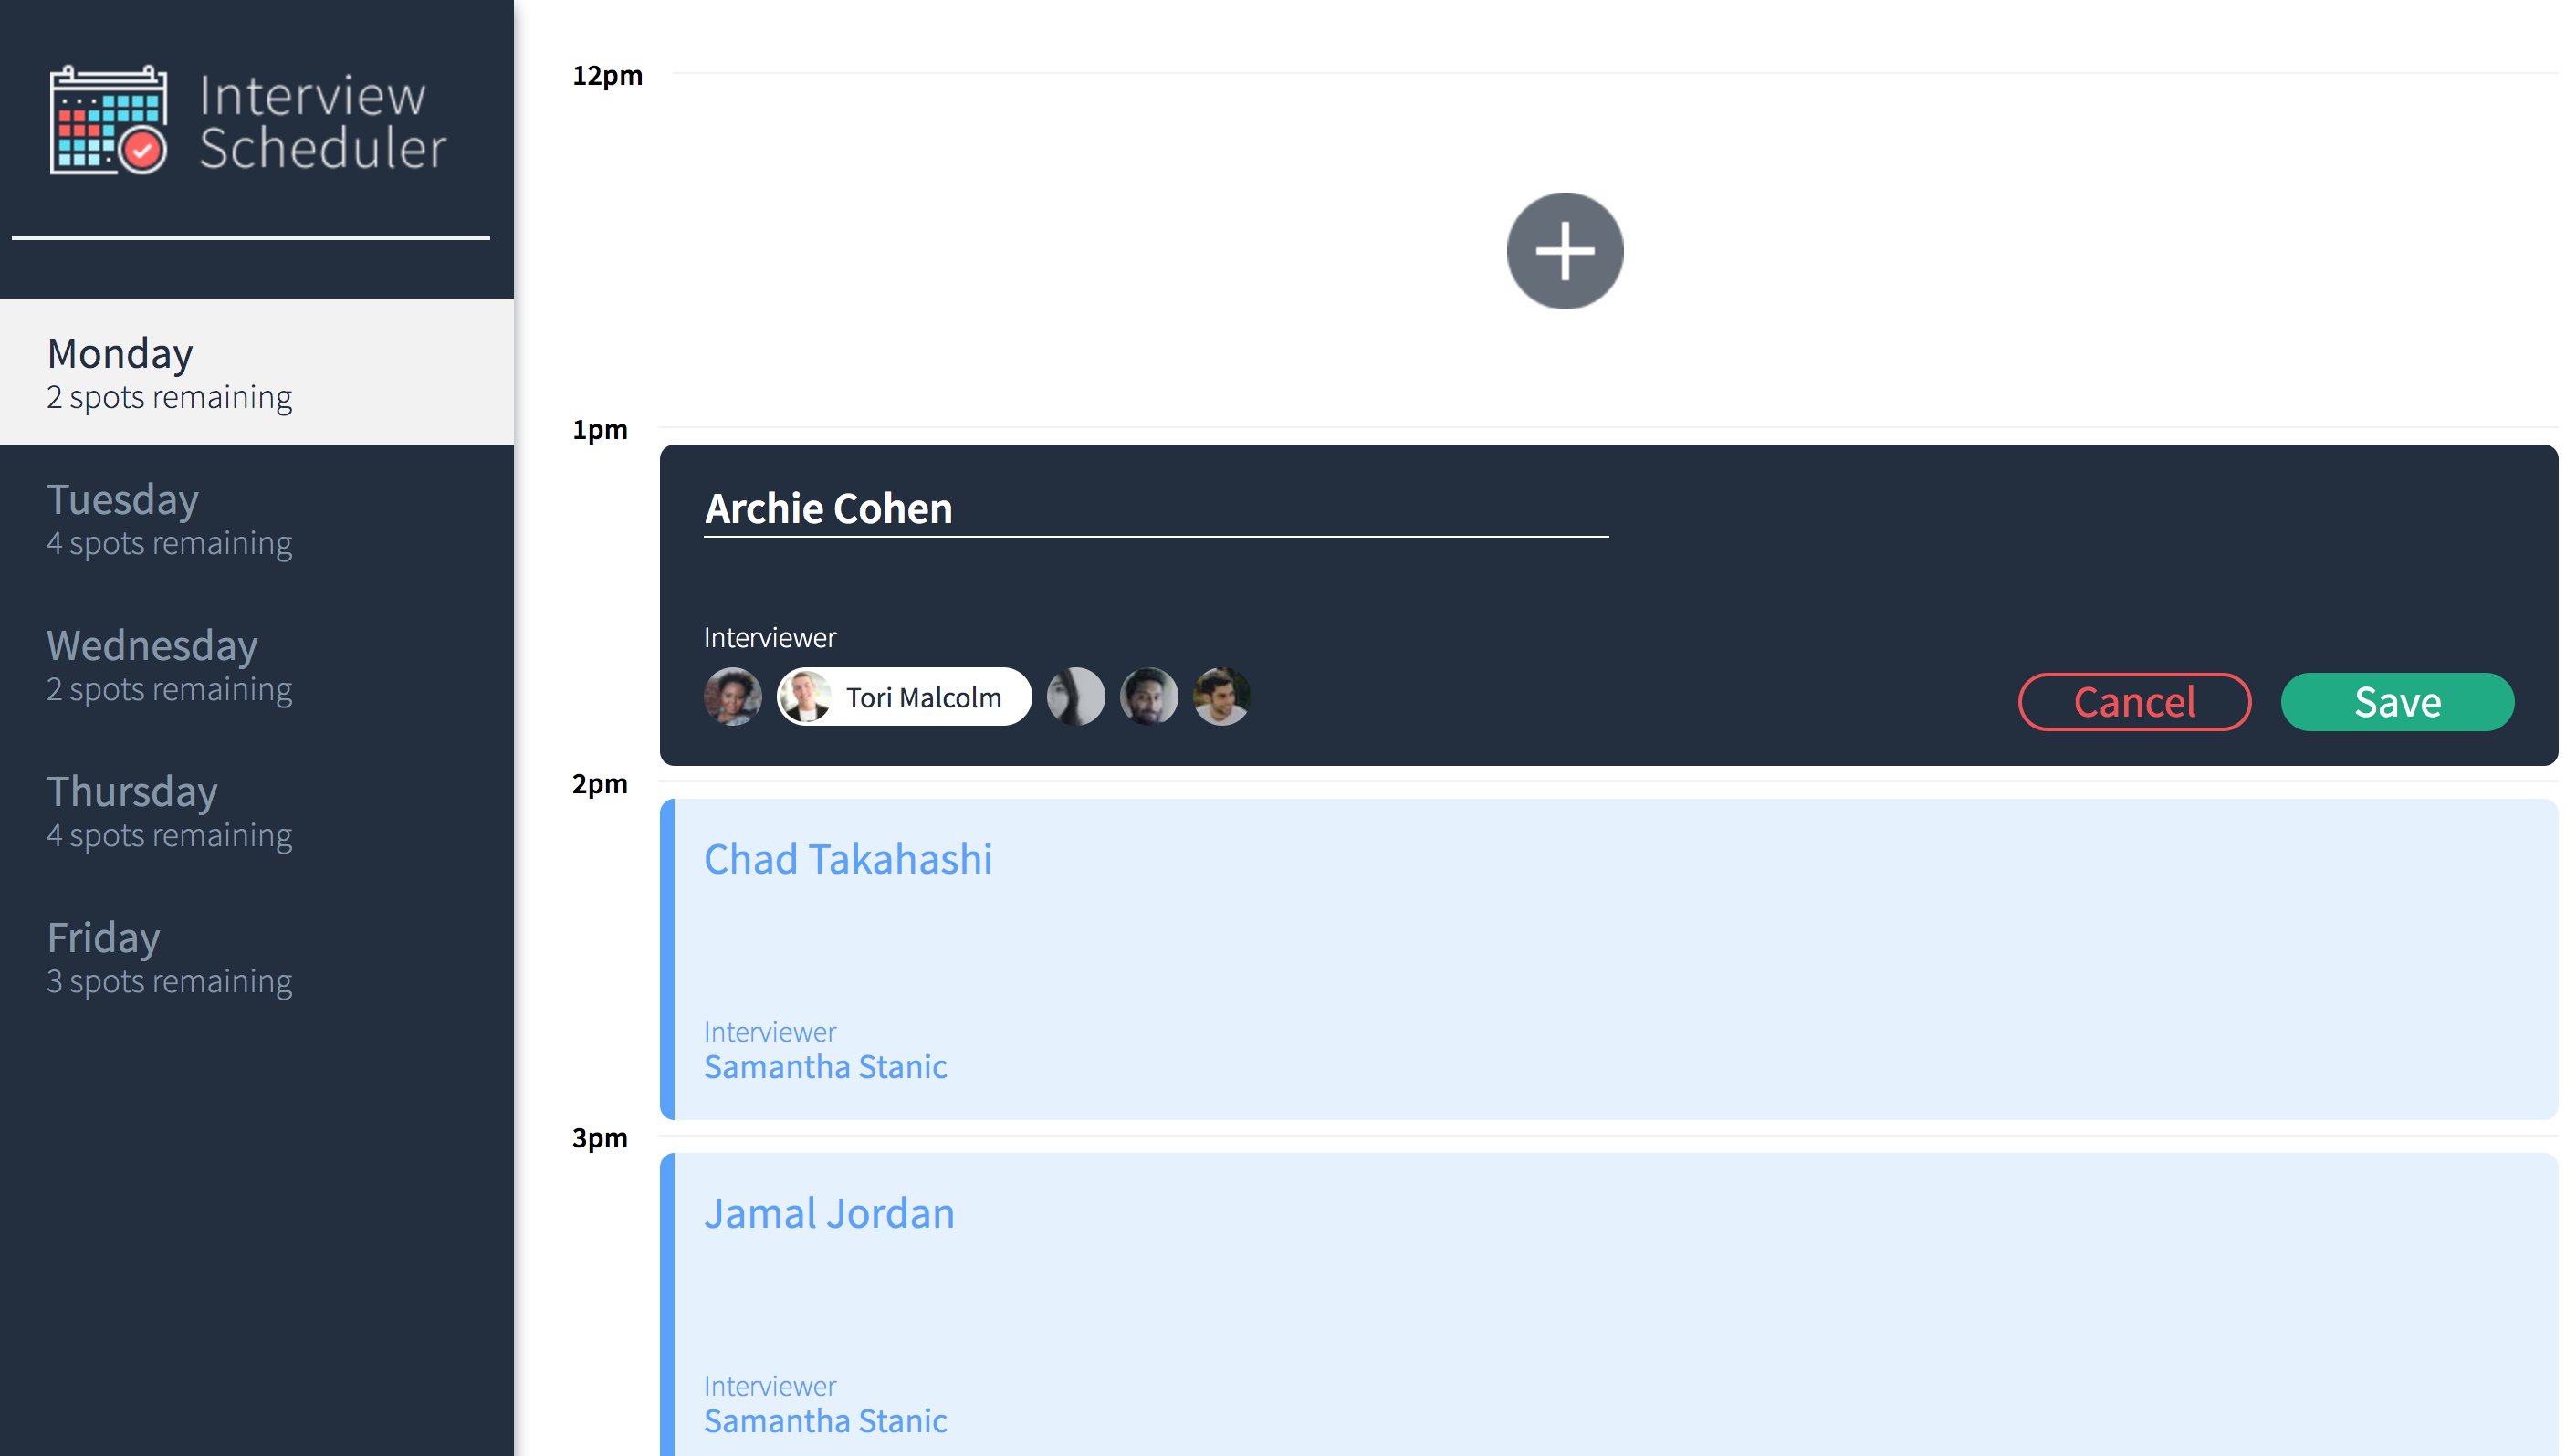 Interview
Scheduler
Monday
2 spots remaining
Tuesday
4 spots remaining
Wednesday
2 spots remaining
Thursday
4 spots remaining
Friday
3 spots remaining
12pm
1pm
Archie Cohen
Interviewer
Tori Malcolm
Cancel
Save
2pm
Chad Takahashi
Interviewer
Samantha Stanic
3pm
Jamal Jordan
Interviewer
Samantha Stanic